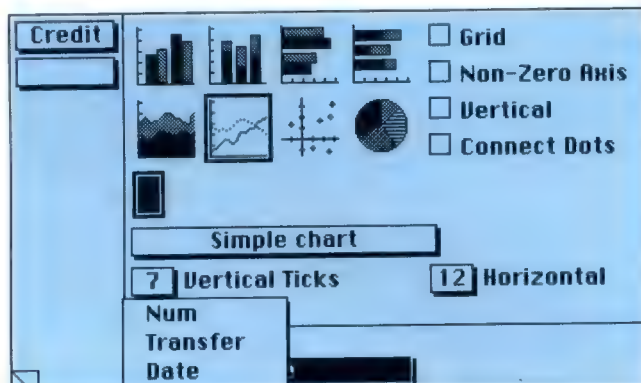 Credit
Grid
Non-Zero Axis
Vertical
Connect Dots
Simple chart
7 Vertical Ticks
12 Horizontal
Num
Transfer
Date